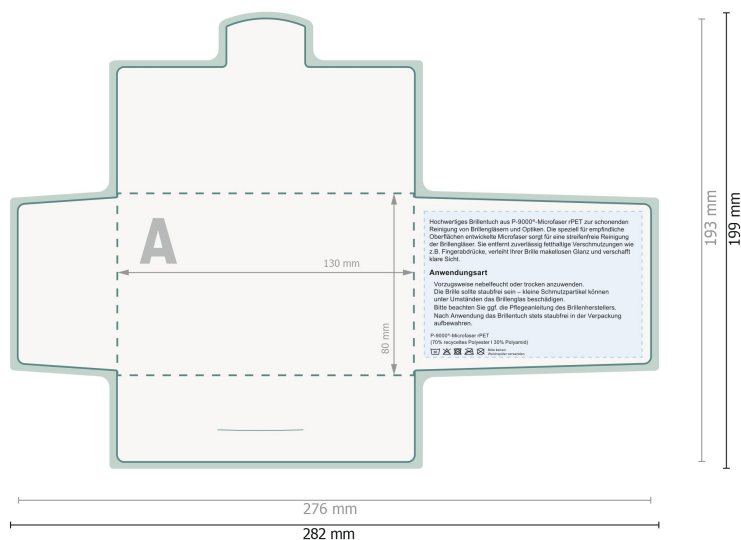 A
130 mm
80 mm
Hochwertiges Brillentuch aus P-9000®-Microfaser rPET zur schonenden
Reinigung von Brillengläsern und Optiken. Die speziell für empfindliche
Oberflächen entwickelte Microfaser sorgt für eine streifenfreie Reinigung
der Brillengläser. Sie entfernt zuverlässig fetthaltige Verschmutzungen wie
z.B. Fingerabdrücke, verleiht Ihrer Brille makellosen Glanz und verschafft
klare Sicht.
Anwendungsart
Vorzugsweise nebelfeucht oder trocken anzuwenden.
Die Brille sollte staubfrei sein – kleine Schmutzpartikel können
unter Umständen das Brillenglas beschädigen.
Bitte beachten Sie ggf. die Pflegeanleitung des Brillenherstellers.
Nach Anwendung das Brillentuch stets staubfrei in der Verpackung
aufbewahren.
P-9000®-Microfaser rPET
(70% recyceltes Polyester I 30% Polyamid)
Bitte keinen
Weichspüler verwenden.
193 mm
199 mm
276 mm
282 mm